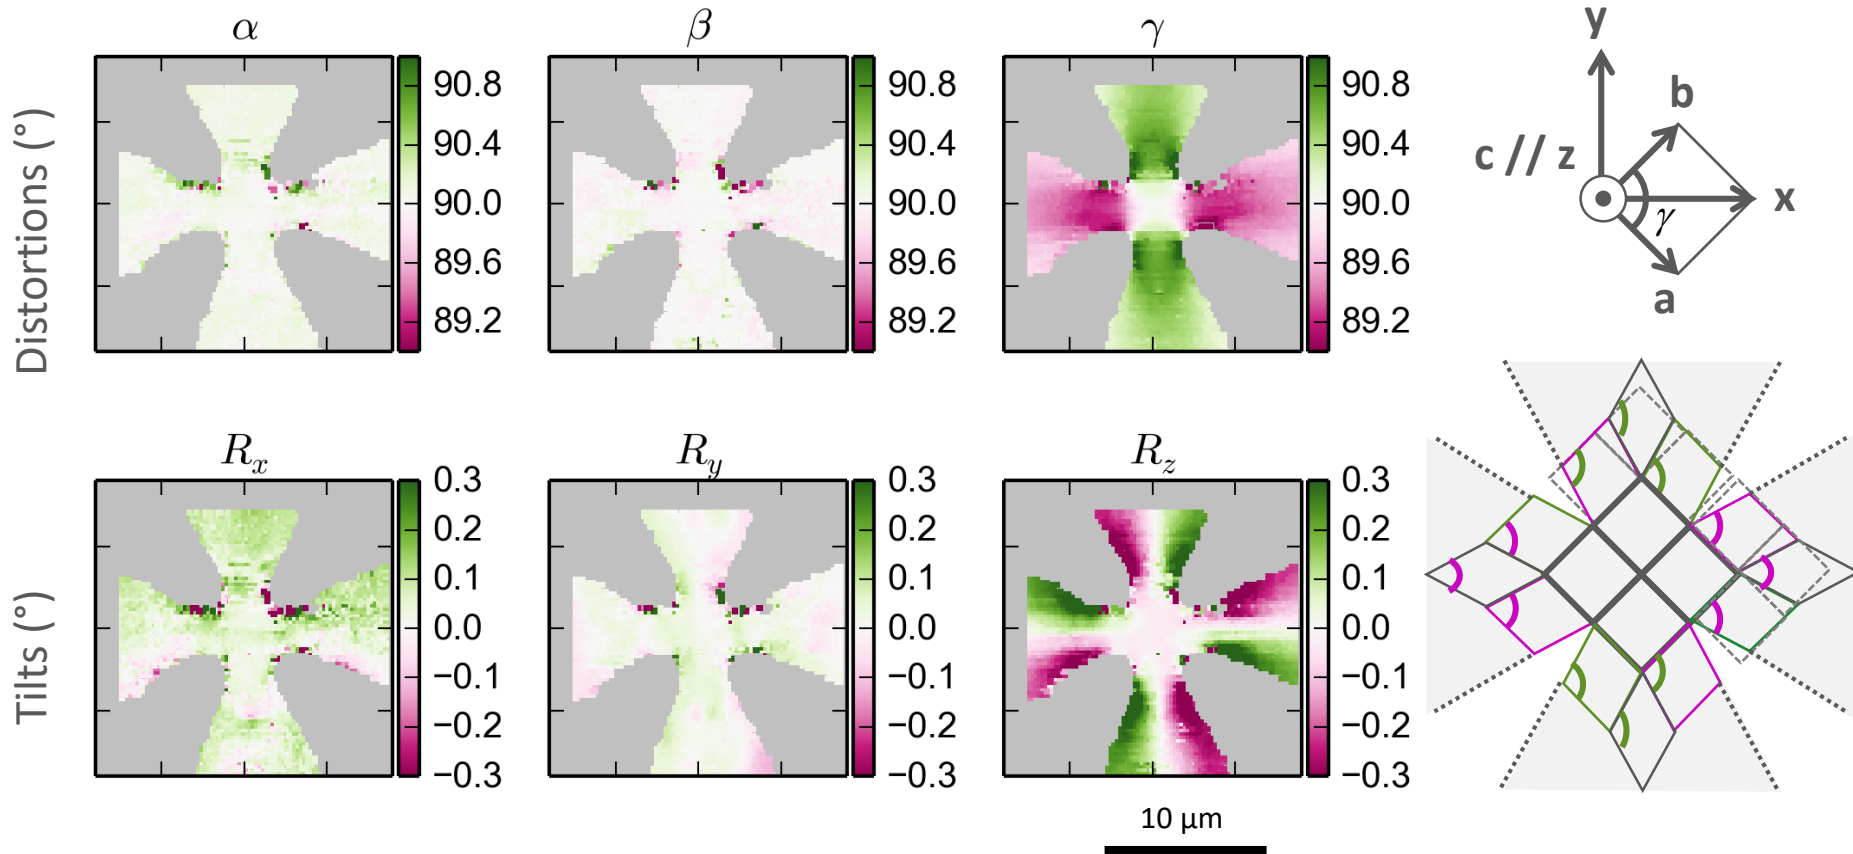 α
β
γ
Distortions (°)
90.8
90.4
90.0
89.6
89.2
90.8
90.4
90.0
89.6
89.2
90.8
90.4
90.0
89.6
89.2
y
b
c // z
x
γ
a
Rx
Ry
Rz
Tilts (°)
0.3
0.2
0.1
0.0
−0.1
−0.2
−0.3
0.3
0.2
0.1
0.0
−0.1
−0.2
−0.3
0.3
0.2
0.1
0.0
−0.1
−0.2
−0.3
10 µm